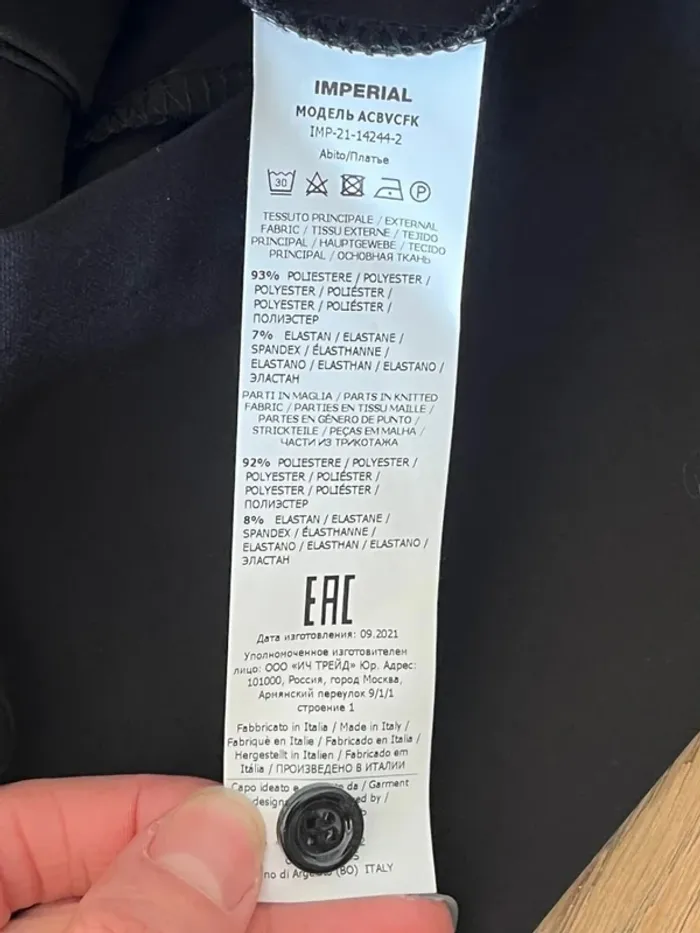 IMPERIAL
МОДЕЛЬ ACBVCFK
IMP-21-14244-2
Abito/Платье
30 P
TESSUTO PRINCIPALE / EXTERNAL
FABRIC / TISSU EXTERNE / TEJIDO
PRINCIPAL / HAUPTGEWEBE / TECIDO
PRINCIPAL / ОСНОВНАЯ ТКАНЬ
93% POLIESTERE / POLYESTER /
POLYESTER / POLIÉSTER /
POLYESTER / POLIÉSTER /
ПОЛИЭСТЕР
7% ELASTAN / ELASTANE /
SPANDEX / ÉLASTHANNE /
ELASTANO / ELASTHAN / ELASTANO /
ЭЛАСТАН
PARTI IN MAGLIA / PARTS IN KNITTED
FABRIC / PARTIES EN TISSU MAILLE /
PARTES EN GÉNERO DE PUNTO /
STRICKTEILE / PEÇAS EM MALHA /
ЧАСТИ ИЗ ТРИКОТАЖА
92% POLIESTERE / POLYESTER /
POLYESTER / POLIÉSTER /
POLYESTER / POLIÉSTER /
ПОЛИЭСТЕР
8% ELASTAN / ELASTANE /
SPANDEX / ÉLASTHANNE /
ELASTANO / ELASTHAN / ELASTANO /
ЭЛАСТАН
EAC
Дата изготовления: 09.2021
Уполномоченное изготовителем
лицо: ООО «ИЧ ТРЕЙД» Юр. Адрес:
101000, Россия, город Москва,
Армянский переулок 9/1/1
строение 1
Fabbricato in Italia / Made in Italy /
Fabriqué en Italie / Fabricado en Italia /
Hergestellt in Italien / Fabricado em
Itália / ПРОИЗВЕДЕНО В ИТАЛИИ
Capo ideato e da / Garment
by /
di (BO) ITALY